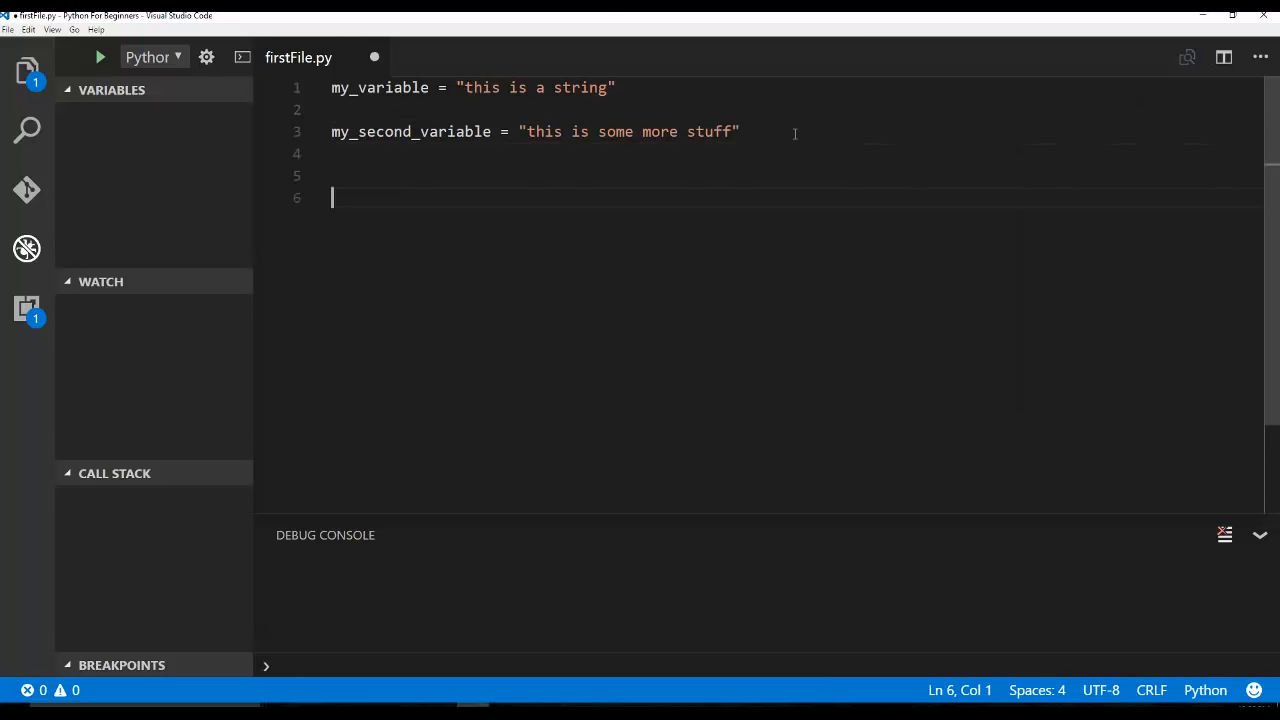 ● firstFile.py - Python For Beginners - Visual Studio Code
File Edit View Go Help
Python
firstFile.py
VARIABLES
WATCH
CALL STACK
BREAKPOINTS
1
1
1 my_variable = "this is a string"
2
3 my_second_variable = "this is some more stuff"
4
5
6
DEBUG CONSOLE
0 0
Ln 6, Col 1 Spaces: 4 UTF-8 CRLF Python